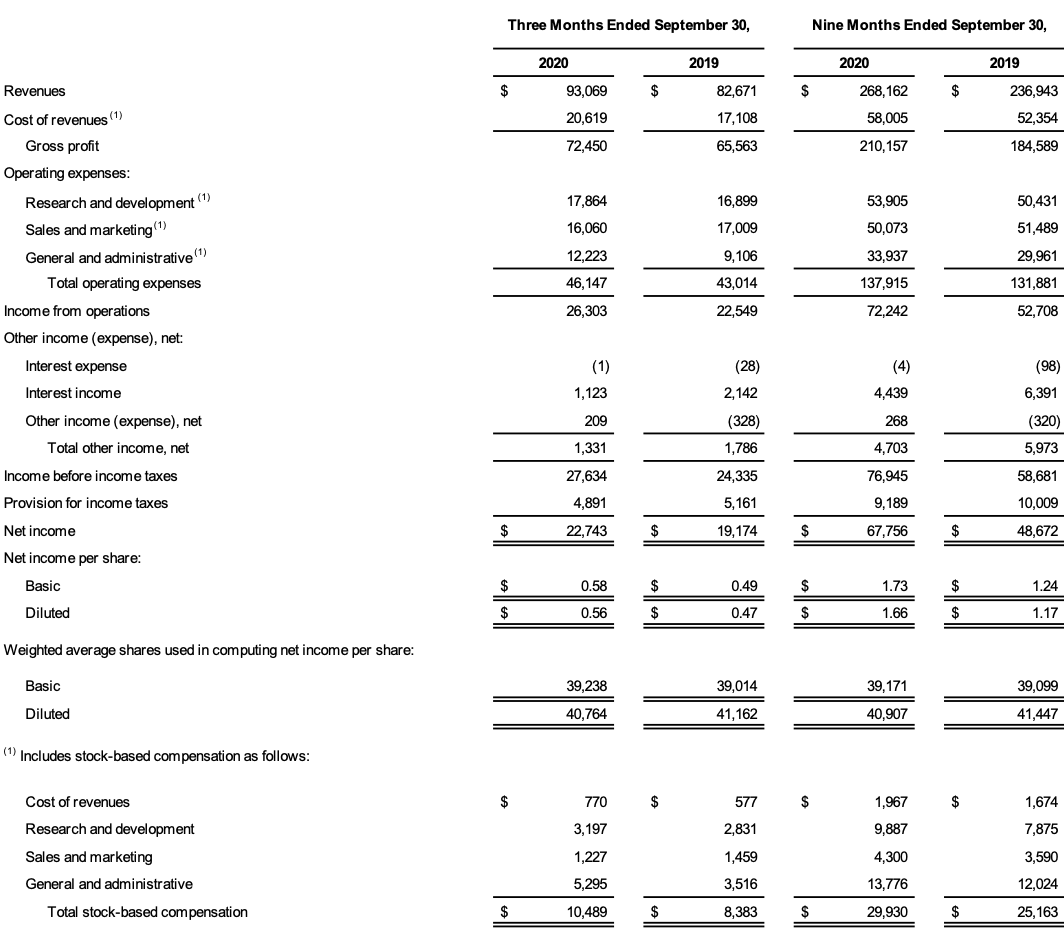 Three Months Ended September 30, Nine Months Ended September 30,
2020 2019 2020 2019
Revenues $ 93,069 $ 82,671 $ 268,162 $ 236,943
Cost of revenues (1) 20,619 17,108 58,005 52,354
Gross profit 72,450 65,563 210,157 184,589
Operating expenses:
Research and development (1) 17,864 16,899 53,905 50,431
Sales and marketing (1) 16,060 17,009 50,073 51,489
General and administrative (1) 12,223 9,106 33,937 29,961
Total operating expenses 46,147 43,014 137,915 131,881
Income from operations 26,303 22,549 72,242 52,708
Other income (expense), net:
Interest expense (1) (28) (4) (98)
Interest income 1,123 2,142 4,439 6,391
Other income (expense), net 209 (328) 268 (320)
Total other income, net 1,331 1,786 4,703 5,973
Income before income taxes 27,634 24,335 76,945 58,681
Provision for income taxes 4,891 5,161 9,189 10,009
Net income $ 22,743 $ 19,174 $ 67,756 $ 48,672
Net income per share:
Basic $ 0.58 $ 0.49 $ 1.73 $ 1.24
Diluted $ 0.56 $ 0.47 $ 1.66 $ 1.17
Weighted average shares used in computing net income per share:
Basic 39,238 39,014 39,171 39,099
Diluted 40,764 41,162 40,907 41,447
(1) Includes stock-based compensation as follows:
Cost of revenues $ 770 $ 577 $ 1,967 $ 1,674
Research and development 3,197 2,831 9,887 7,875
Sales and marketing 1,227 1,459 4,300 3,590
General and administrative 5,295 3,516 13,776 12,024
Total stock-based compensation $ 10,489 $ 8,383 $ 29,930 $ 25,163